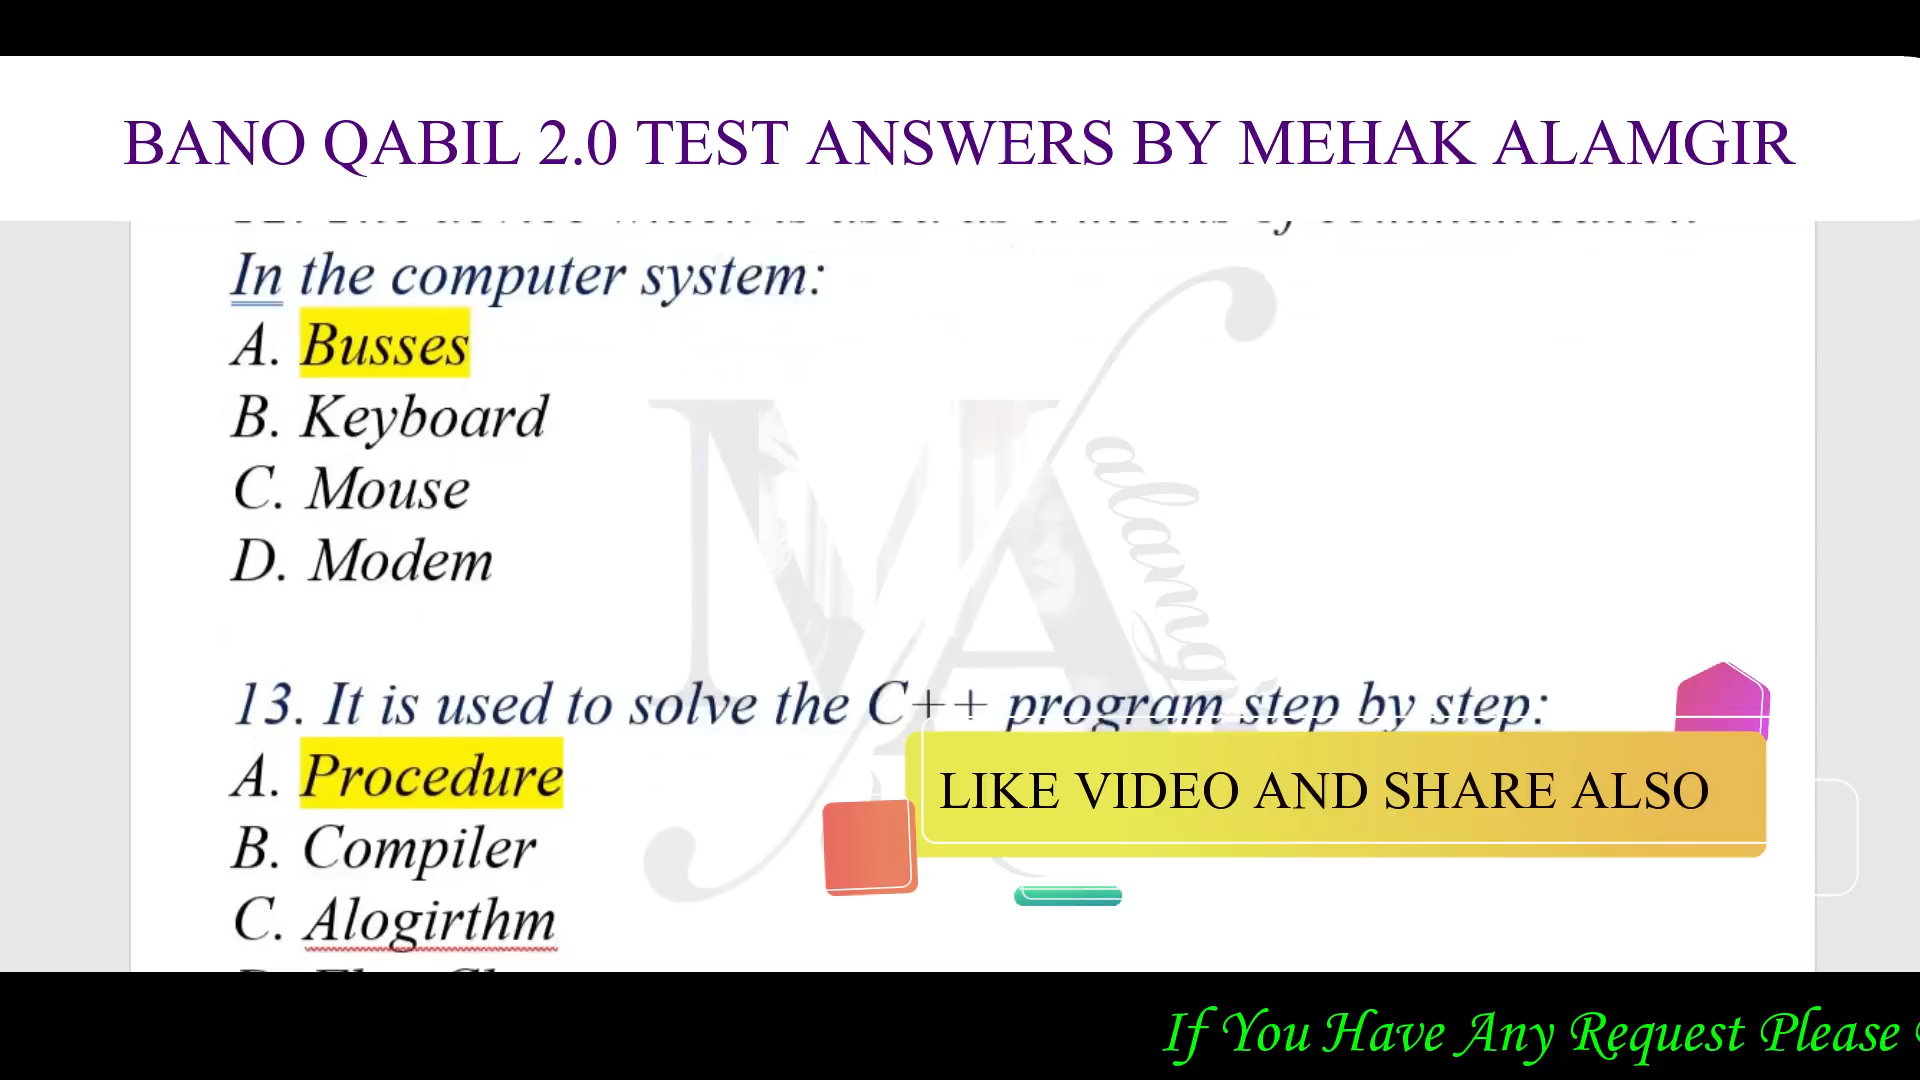 BANO QABIL 2.0 TEST ANSWERS BY MEHAK ALAMGIR
In the computer system:
A. Busses
B. Keyboard
C. Mouse
D. Modem
13. It is used to solve the C++ program step by step:
A. Procedure
B. Compiler
C. Alogirthm
LIKE VIDEO AND SHARE ALSO
If You Have Any Request Please
MA
alamgi